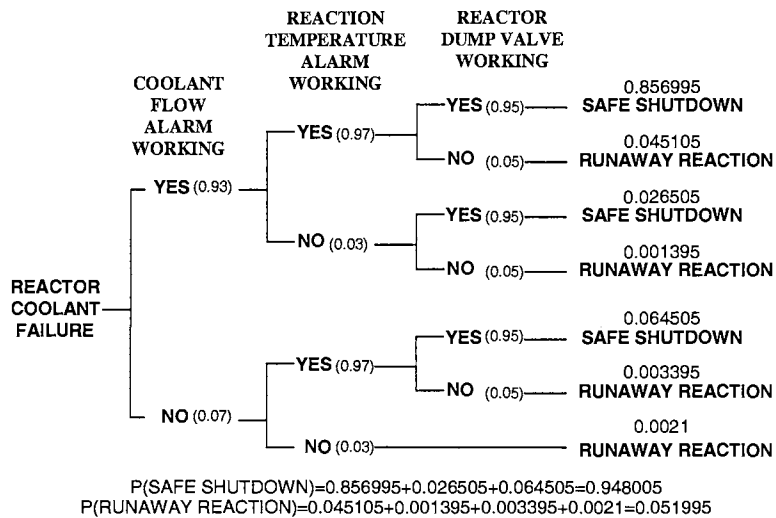 COOLANT
FLOW
ALARM
WORKING
REACTION
TEMPERATURE
ALARM
WORKING
REACTOR
DUMP VALVE
WORKING
REACTOR
COOLANT
FAILURE
YES (0.93)
NO (0.07)
YES (0.97)
NO (0.03)
YES (0.97)
NO (0.03)
YES (0.95)
NO (0.05)
YES (0.95)
NO (0.05)
YES (0.95)
NO (0.05)
0.856995
SAFE SHUTDOWN
0.045105
RUNAWAY REACTION
0.026505
SAFE SHUTDOWN
0.001395
RUNAWAY REACTION
0.064505
SAFE SHUTDOWN
0.003395
RUNAWAY REACTION
0.0021
RUNAWAY REACTION
P(SAFE SHUTDOWN)=0.856995+0.026505+0.064505=0.948005
P(RUNAWAY REACTION)=0.045105+0.001395+0.003395+0.0021=0.051995